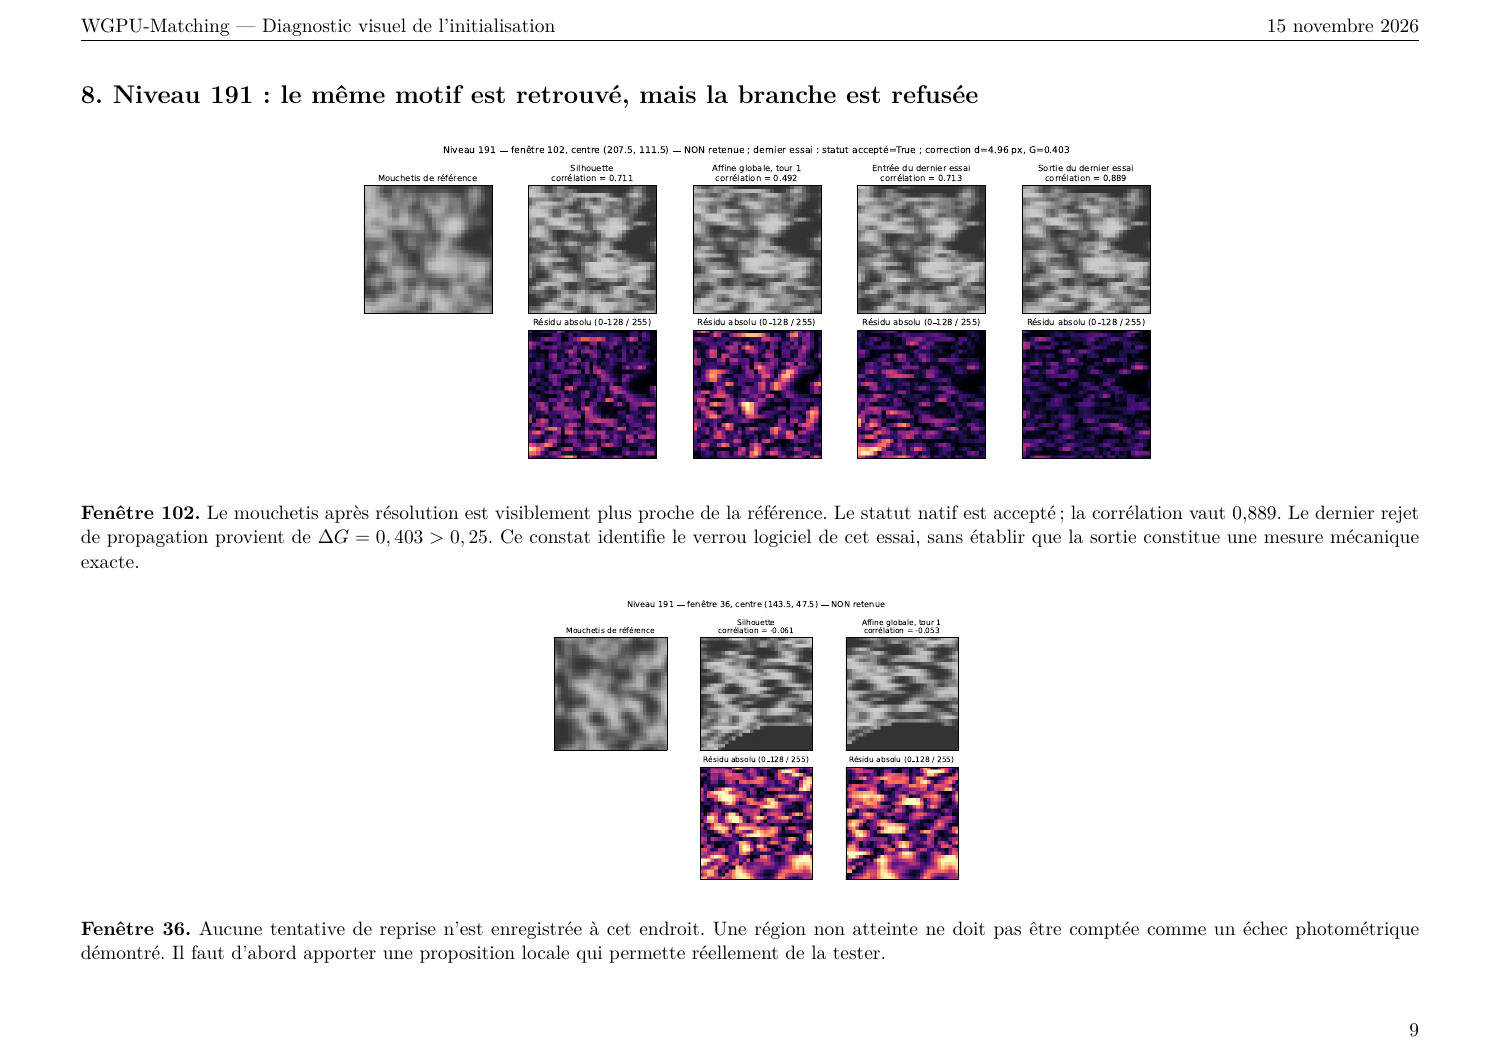 WGPU-Matching — Diagnostic visuel de l'initialisation
15 novembre 2026
8. Niveau 191 : le même motif est retrouvé, mais la branche est refusée
Niveau 191 — fenêtre 102, centre (207.5, 111.5) — NON retenue ; dernier essai : statut accepté=True ; correction d=4.96 px, G=0.403
Mouchetis de référence
Silhouette
corrélation = 0.711
Affine globale, tour 1
corrélation = 0.492
Entrée du dernier essai
corrélation = 0.713
Sortie du dernier essai
corrélation = 0.889
Résidu absolu (0–128 / 255)
Résidu absolu (0–128 / 255)
Résidu absolu (0–128 / 255)
Résidu absolu (0–128 / 255)
Fenêtre 102. Le mouchetis après résolution est visiblement plus proche de la référence. Le statut natif est accepté ; la corrélation vaut 0,889. Le dernier rejet
de propagation provient de ΔG = 0, 403 > 0, 25. Ce constat identifie le verrou logiciel de cet essai, sans établir que la sortie constitue une mesure mécanique
exacte.
Niveau 191 — fenêtre 36, centre (143.5, 47.5) — NON retenue
Mouchetis de référence
Silhouette
corrélation = -0.061
Affine globale, tour 1
corrélation = -0.053
Résidu absolu (0–128 / 255)
Résidu absolu (0–128 / 255)
Fenêtre 36. Aucune tentative de reprise n'est enregistrée à cet endroit. Une région non atteinte ne doit pas être comptée comme un échec photométrique
démontré. Il faut d'abord apporter une proposition locale qui permette réellement de la tester.
9